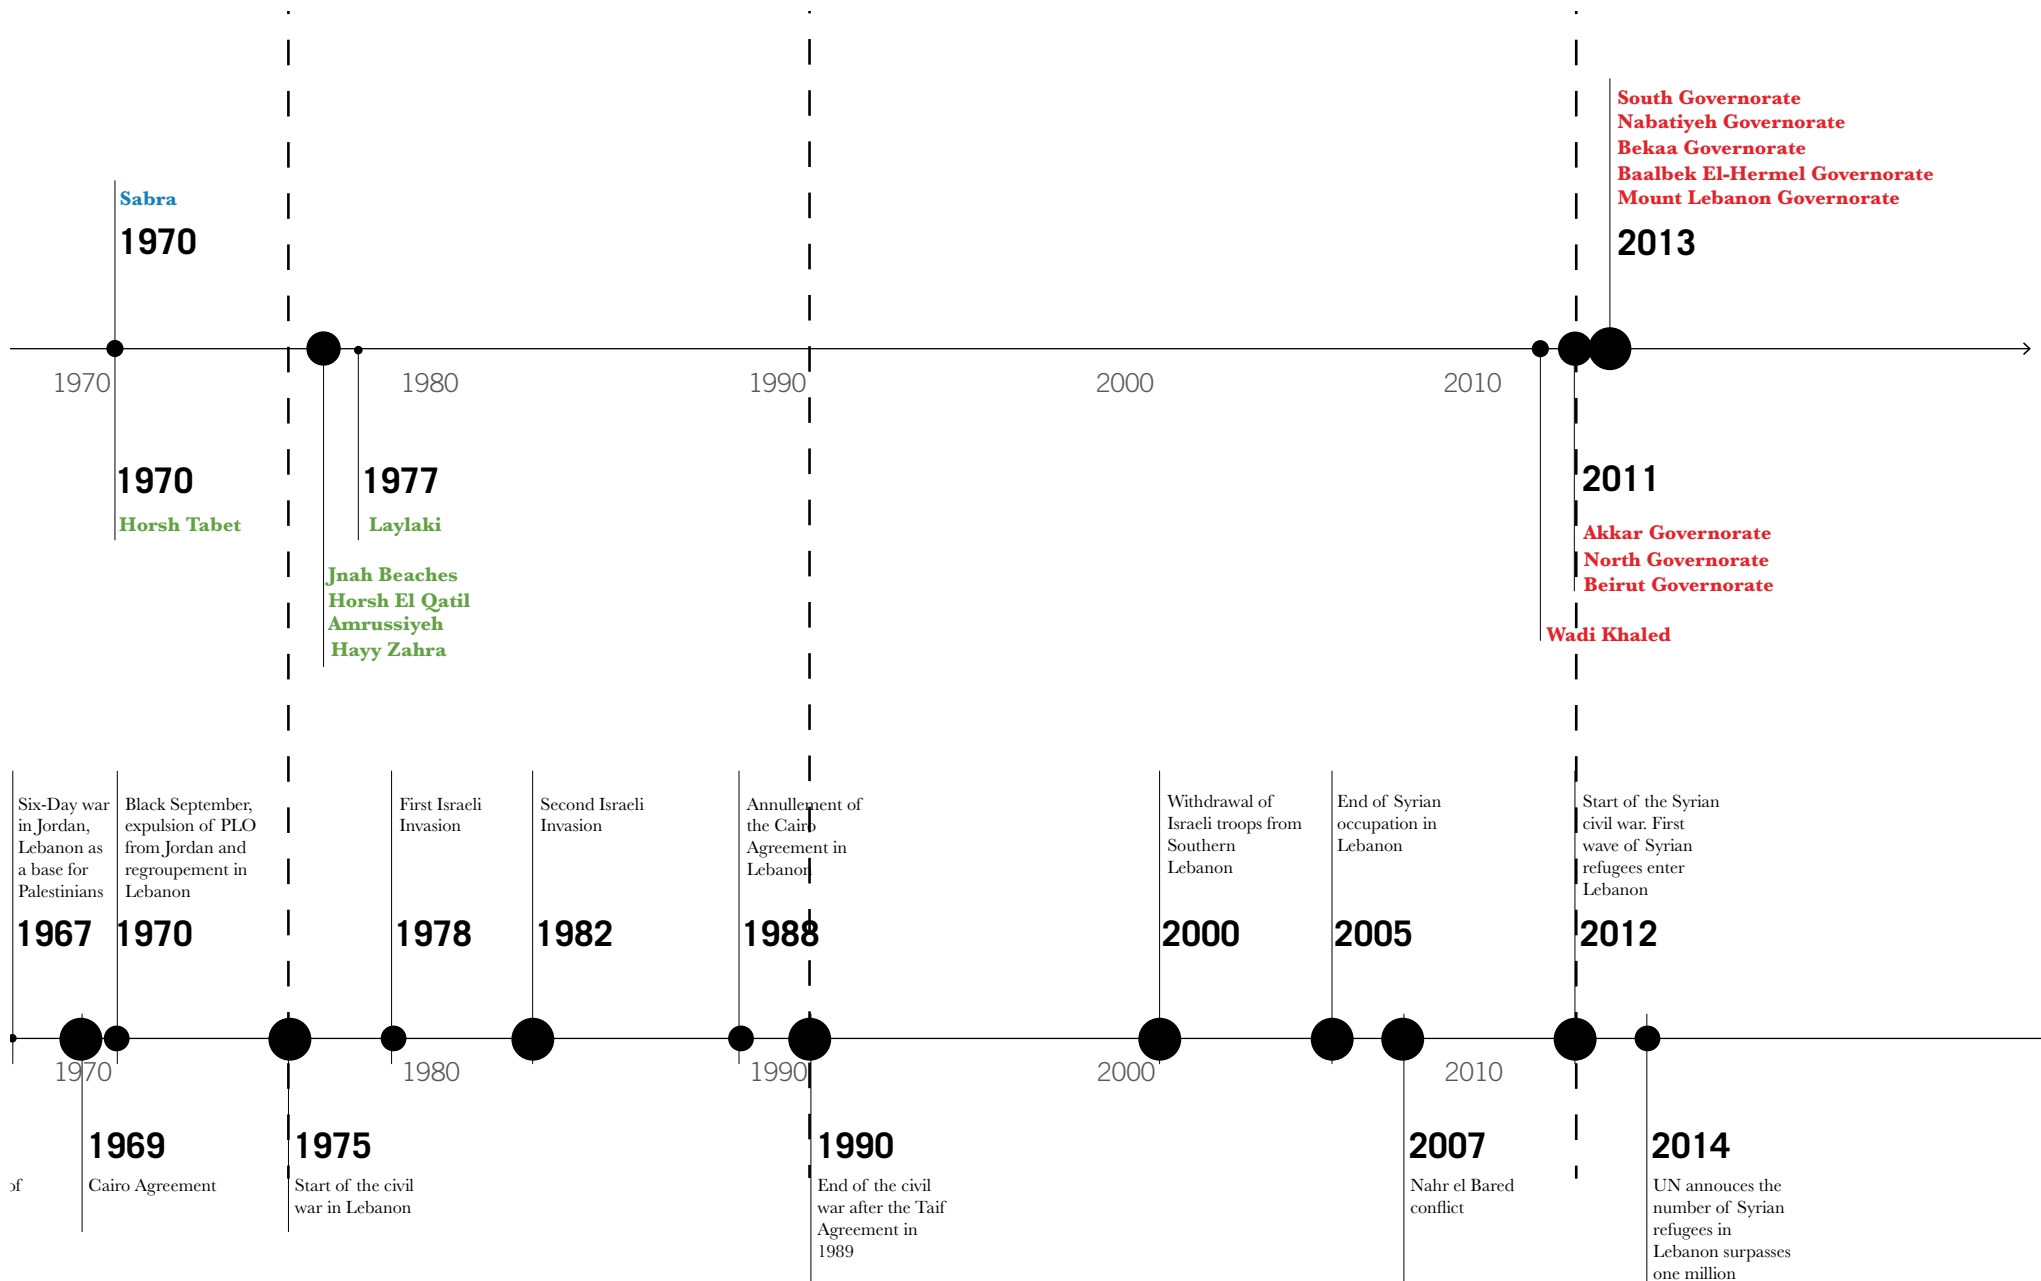 South Governorate
Nabatiyeh Governorate
Bekaa Governorate
Baalbek El-Hermel Governorate
Mount Lebanon Governorate
2013
Sabra
1970
1970
1980
1990
2000
2010
1970
Horsh Tabet
1977
Laylaki
Jnah Beaches
Horsh El Qatil
Amrussiyeh
Hayy Zahra
2011
Akkar Governorate
North Governorate
Beirut Governorate
Wadi Khaled
Six-Day war
in Jordan,
Lebanon as
a base for
Palestinians
1967
Black September,
expulsion of PLO
from Jordan and
regroupement in
Lebanon
1970
First Israeli
Invasion
1978
Second Israeli
Invasion
1982
Annullement of
the Cairo
Agreement in
Lebanon
1988
Withdrawal of
Israeli troops from
Southern
Lebanon
2000
End of Syrian
occupation in
Lebanon
2005
Start of the Syrian
civil war. First
wave of Syrian
refugees enter
Lebanon
2012
1970
1980
1990
2000
2010
of
1969
Cairo Agreement
1975
Start of the civil
war in Lebanon
1990
End of the civil
war after the Taif
Agreement in
1989
2007
Nahr el Bared
conflict
2014
UN annouces the
number of Syrian
refugees in
Lebanon surpasses
one million